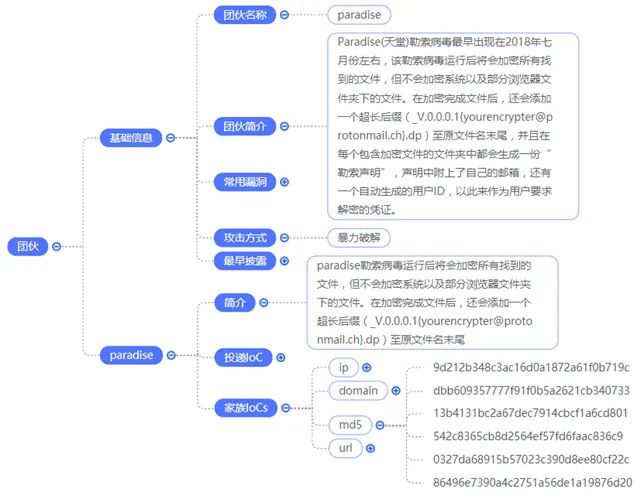 团伙
基础信息
团伙名称
paradise
团伙简介
Paradise(天堂)勒索病毒最早出现在2018年七
月份左右，该勒索病毒运行后将会加密所有找
到的文件，但不会加密系统以及部分浏览器文
件夹下的文件。在加密完成文件后，还会添加
一个超长后缀（_V.0.0.0.1{yourencrypter@p
rotonmail.ch}.dp）至原文件名末尾，并且在
每个包含加密文件的文件夹中都会生成一份“
勒索声明”，声明中附上了自己的邮箱，还有
一个自动生成的用户ID，以此来作为用户要求
解密的凭证。
常用漏洞
攻击方式
暴力破解
最早披露
paradise
简介
paradise勒索病毒运行后将会加密所有找到的
文件，但不会加密系统以及部分浏览器文件夹
下的文件。在加密完成文件后，还会添加一个
超长后缀（_V.0.0.0.1{yourencrypter@proto
nmail.ch}.dp）至原文件名末尾
投递IoC
家族IoCs
ip
domain
md5
9d212b348c3ac16d0a1872a61f0b719c
dbb609357777f91f0b5a2621cb340733
13b4131bc2a67dec7914cbcf1a6cd801
542c8365cb8d2564ef57fd6faac836c9
0327da68915b57023c390d8ee80cf22c
86496e7390a4c2751a56de1a19876d20
url